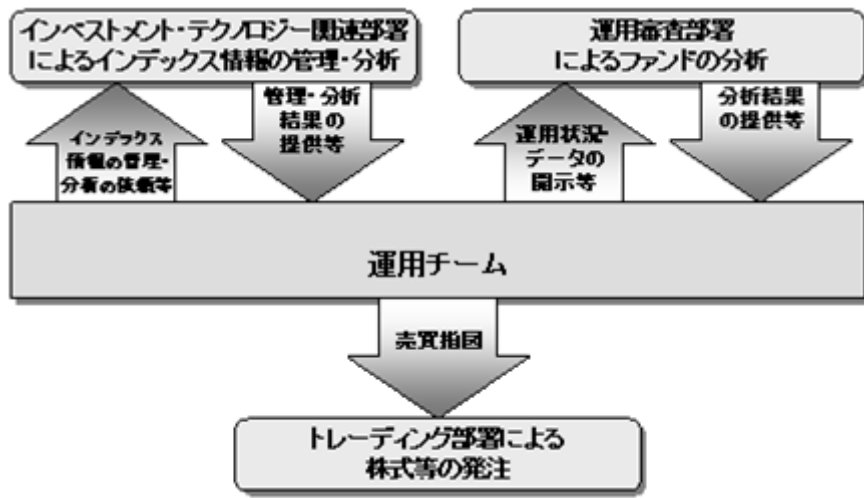 インベストメント・テクノロジー関連部署
によるインデックス情報の管理・分析
運用審査部署
によるファンドの分析
インデックス
情報の管理・
分析の依頼等
管理・分析
結果の
提供等
運用状況・
データの
開示等
分析結果
の提供等
運用チーム
売買指図
トレーディング部署による
株式等の発注